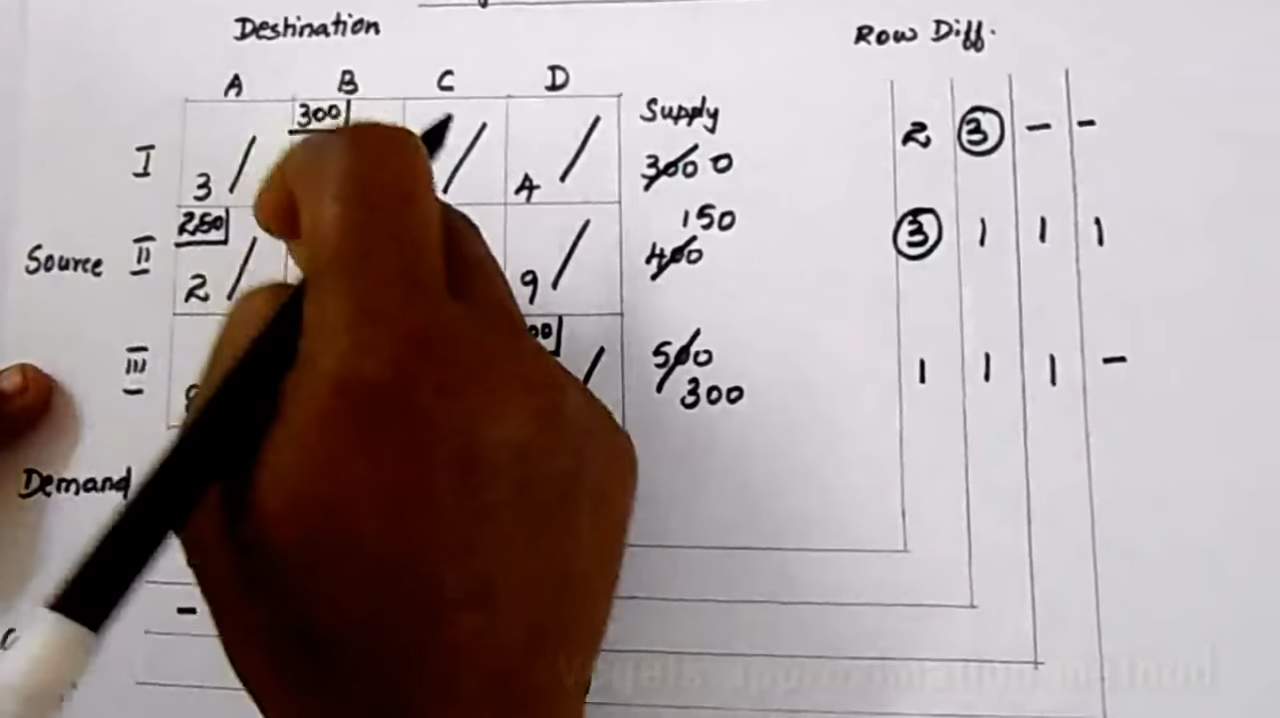 Destination
Row Diff.
A B C D
Supply
300
I 3 4 300 0
2 3 - -
250
150
Source II 2 9 400
3 1 1 1
III 500
1 1 1 -
300
Demand
-